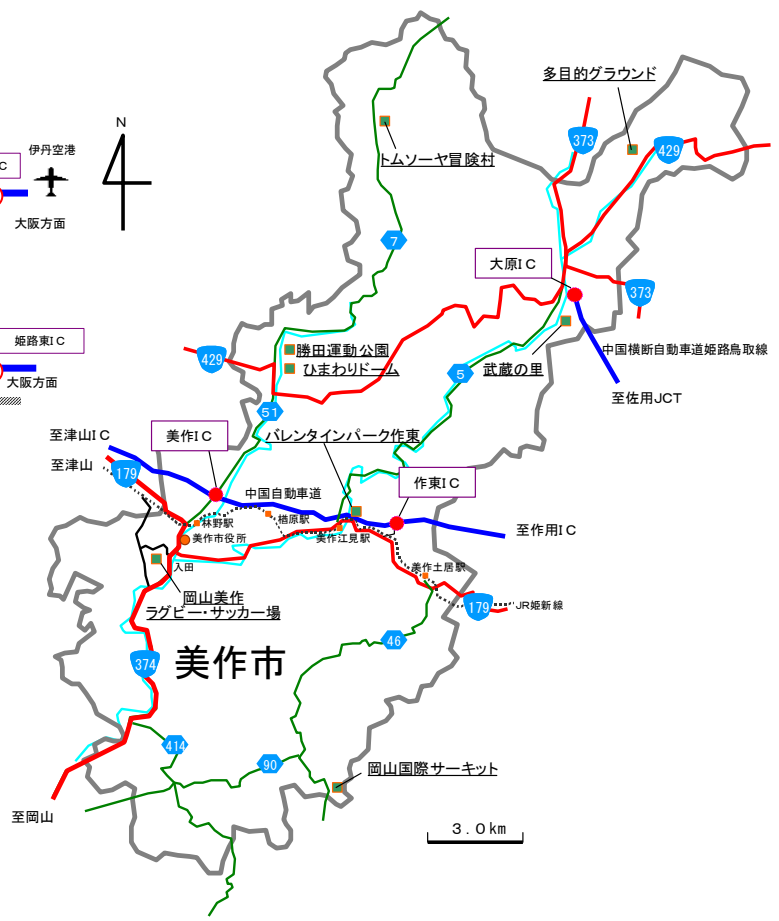 N
伊丹空港
C
大阪方面
姫路東IC
大阪方面
多目的グラウンド
373
429
トムソーヤ冒険村
7
大原IC
373
中国横断自動車道姫路鳥取線
至佐用JCT
429
勝田運動公園
ひまわりドーム
5
武蔵の里
51
至津山IC
美作IC
バレンタインパーク作東
至津山
179
中国自動車道
作東IC
林野駅
楢原駅
美作市役所
美作江見駅
至作用IC
入田
美作土居駅
岡山美作
ラグビー・サッカー場
179
JR姫新線
46
374
美作市
414
90
岡山国際サーキット
至岡山
3.0km